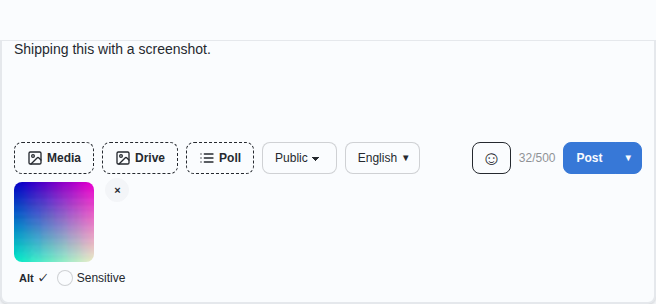 Shipping this with a screenshot.
Media Drive Poll Public English 32/500 Post
×
Alt ✓ Sensitive